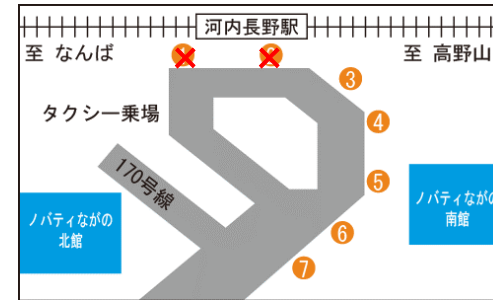 河内長野駅
至 なんば
至 高野山
③
④
タクシー乗場
170号線
⑤
ノバティながの
北館
ノバティながの
南館
⑥
⑦